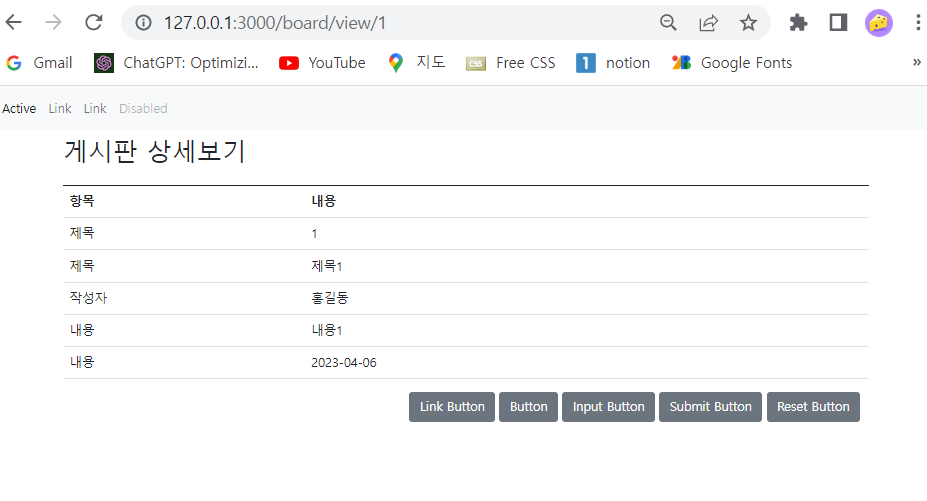 127.0.0.1:3000/board/view/1
Gmail ChatGPT: Optimizi... YouTube 지도 CSS Free CSS 1 notion Google Fonts »
Active Link Link Disabled
게시판 상세보기
항목 내용
제목 1
제목 제목1
작성자 홍길동
내용 내용1
내용 2023-04-06
Link Button Button Input Button Submit Button Reset Button